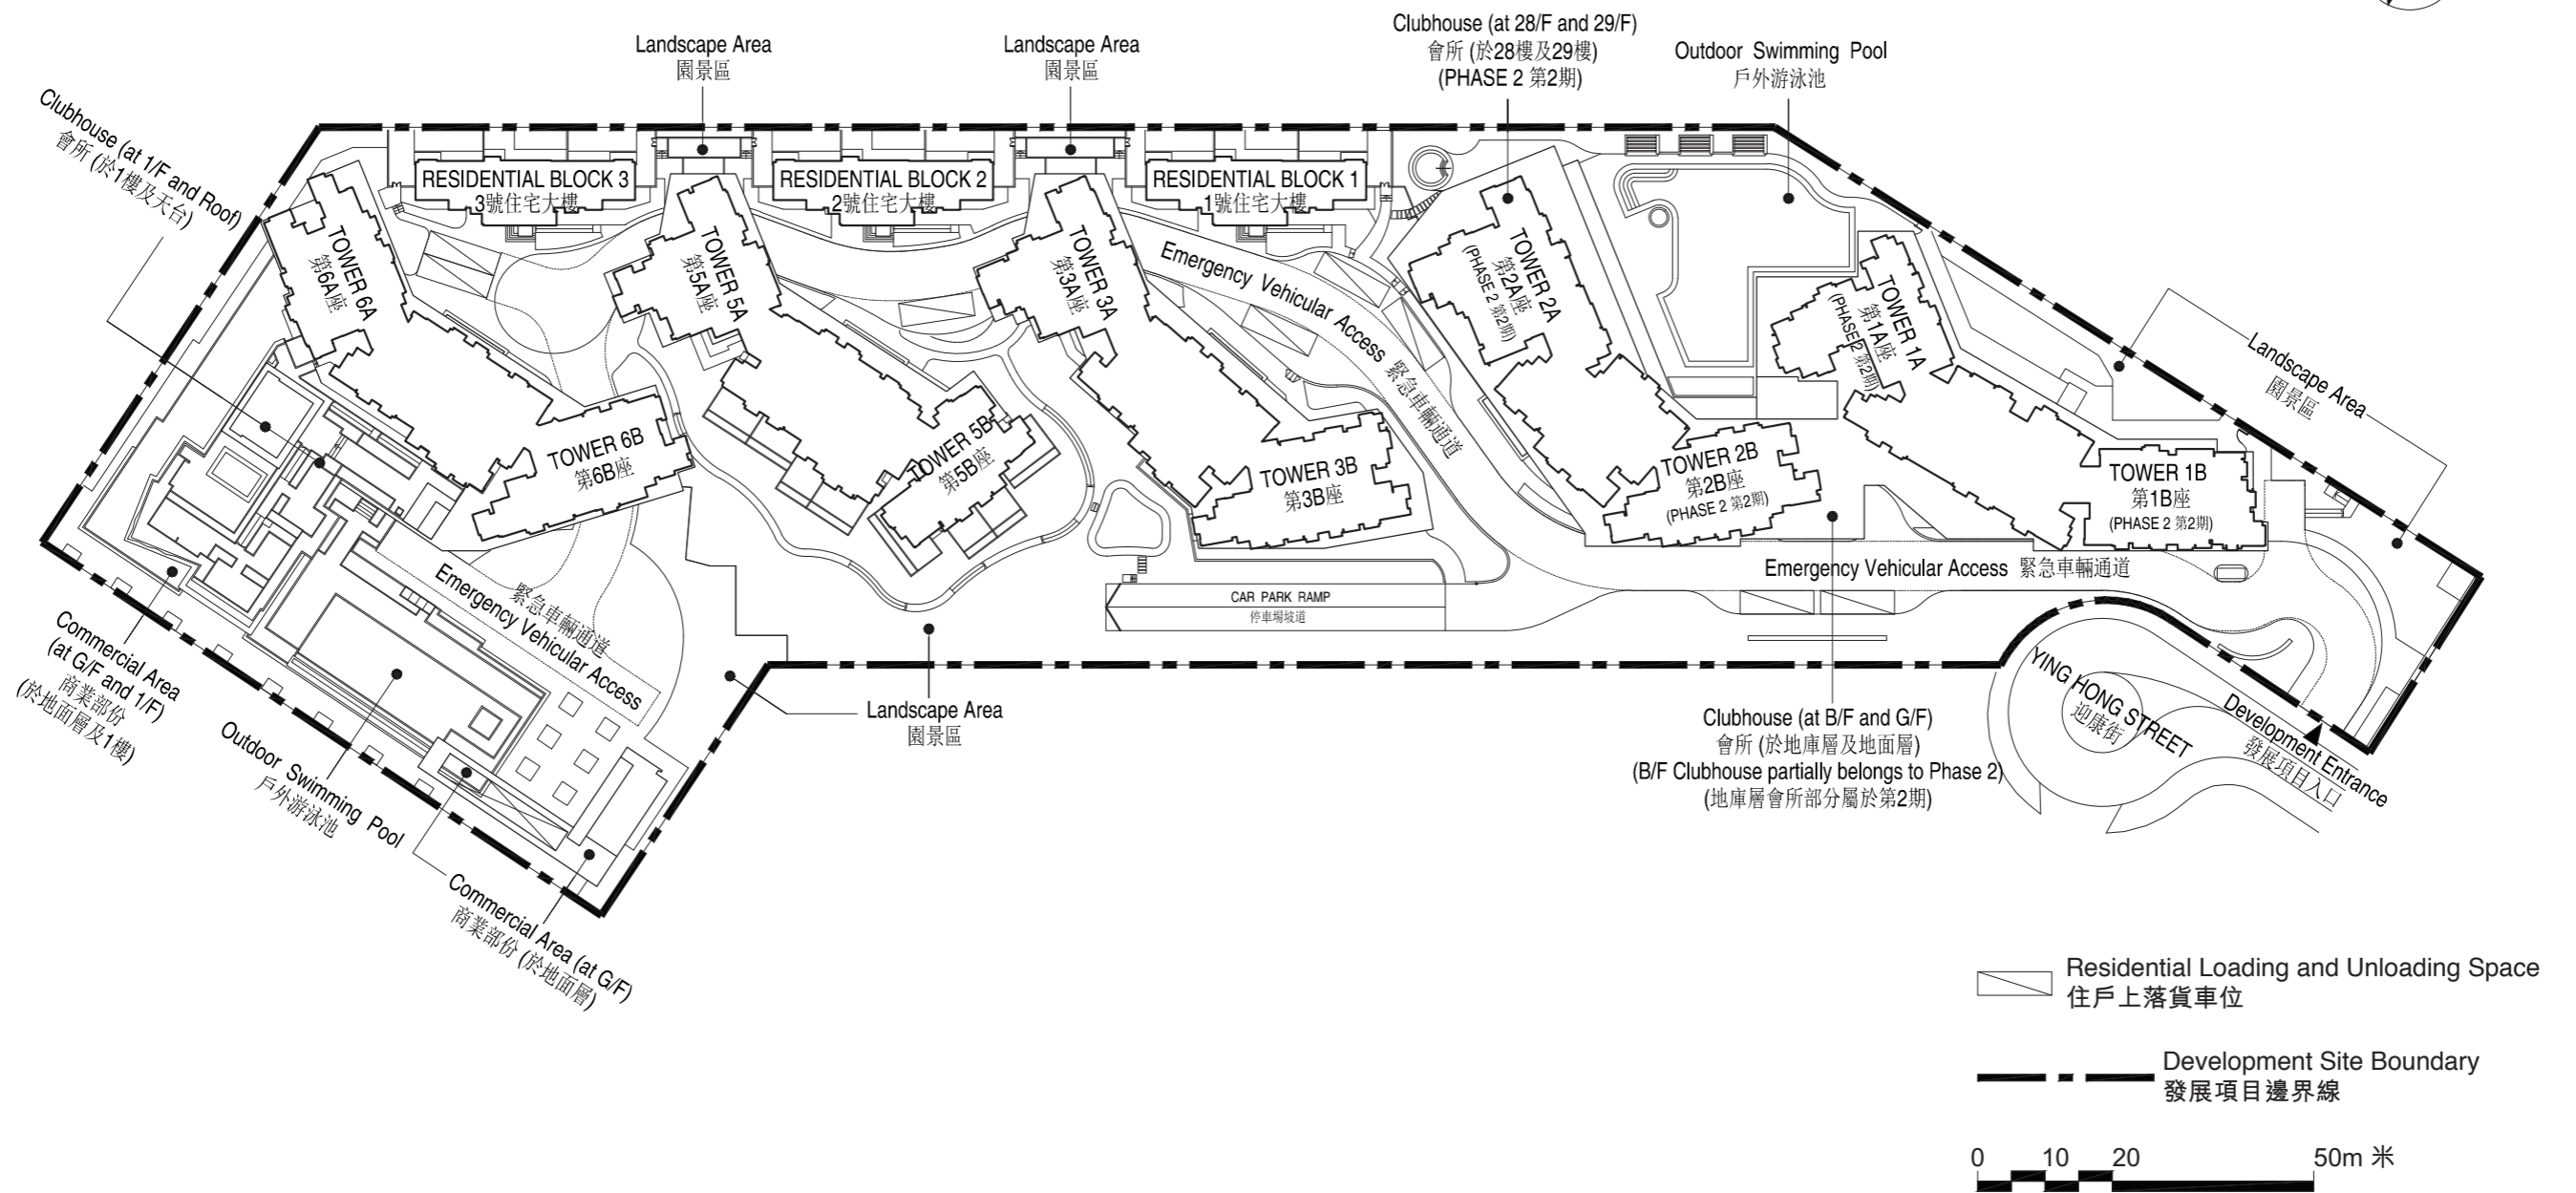 Clubhouse (at 28/F and 29/F)
會所 (於28樓及29樓)
(PHASE 2 第2期)
Landscape Area
園景區
Landscape Area
園景區
Outdoor Swimming Pool
戶外游泳池
Clubhouse (at 1/F and Roof)
會所 (於1樓及天台)
RESIDENTIAL BLOCK 3
3號住宅大樓
RESIDENTIAL BLOCK 2
2號住宅大樓
RESIDENTIAL BLOCK 1
1號住宅大樓
TOWER 6A
第6A座
TOWER 5A
第5A座
TOWER 3A
第3A座
Emergency Vehicular Access 緊急車輛通道
TOWER 2A
第2A座
(PHASE 2 第2期)
TOWER 1A
第1A座
(PHASE 2 第2期)
Landscape Area
園景區
TOWER 6B
第6B座
TOWER 5B
第5B座
TOWER 3B
第3B座
TOWER 2B
第2B座
(PHASE 2 第2期)
TOWER 1B
第1B座
(PHASE 2 第2期)
Emergency Vehicular Access 緊急車輛通道
緊急車輛通道
Emergency Vehicular Access
CAR PARK RAMP
停車場坡道
Commercial Area
(at G/F and 1/F)
商業部份
(於地面層及1樓)
Outdoor Swimming Pool
戶外游泳池
Landscape Area
園景區
Clubhouse (at B/F and G/F)
會所 (於地庫層及地面層)
(B/F Clubhouse partially belongs to Phase 2)
(地庫層會所部分屬於第2期)
YING HONG STREET
迎康街
Development Entrance
發展項目入口
Commercial Area (at G/F)
商業部份 (於地面層)
Residential Loading and Unloading Space
住戶上落貨車位
Development Site Boundary
發展項目邊界線
0 10 20 50m 米